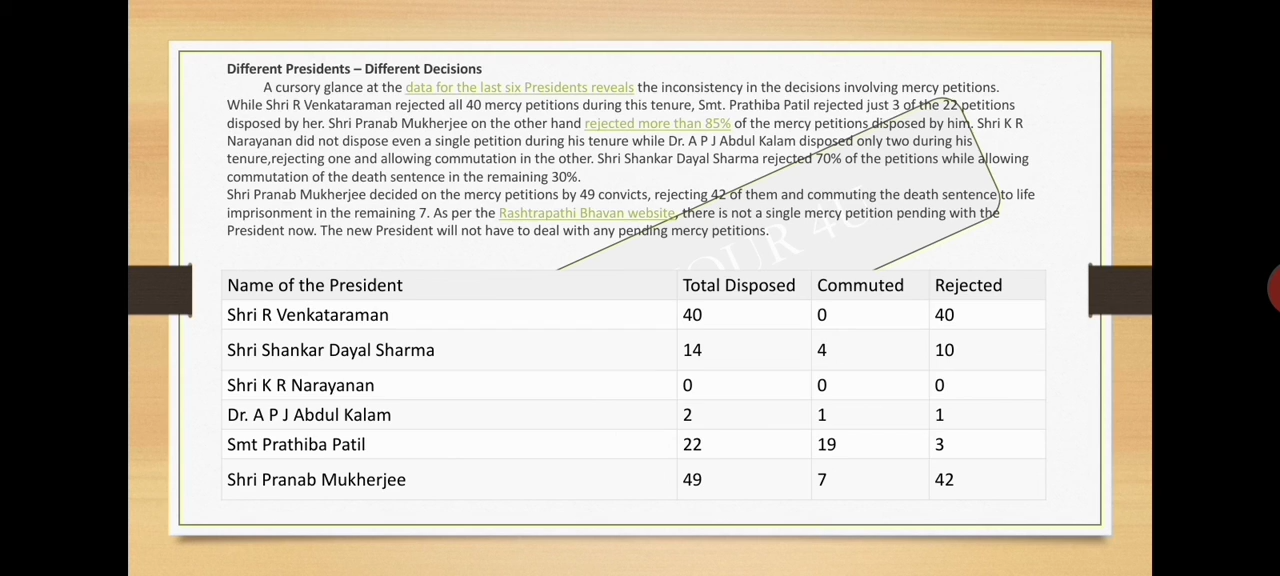 Different Presidents – Different Decisions
A cursory glance at the data for the last six Presidents reveals the inconsistency in the decisions involving mercy petitions.
While Shri R Venkataraman rejected all 40 mercy petitions during this tenure, Smt. Prathiba Patil rejected just 3 of the 22 petitions
disposed by her. Shri Pranab Mukherjee on the other hand rejected more than 85% of the mercy petitions disposed by him. Shri K R
Narayanan did not dispose even a single petition during his tenure while Dr. A P J Abdul Kalam disposed only two during his
tenure,rejecting one and allowing commutation in the other. Shri Shankar Dayal Sharma rejected 70% of the petitions while allowing
commutation of the death sentence in the remaining 30%.
Shri Pranab Mukherjee decided on the mercy petitions by 49 convicts, rejecting 42 of them and commuting the death sentence to life
imprisonment in the remaining 7. As per the Rashtrapathi Bhavan website, there is not a single mercy petition pending with the
President now. The new President will not have to deal with any pending mercy petitions.
Name of the President Total Disposed Commuted Rejected
Shri R Venkataraman 40 0 40
Shri Shankar Dayal Sharma 14 4 10
Shri K R Narayanan 0 0 0
Dr. A P J Abdul Kalam 2 1 1
Smt Prathiba Patil 22 19 3
Shri Pranab Mukherjee 49 7 42